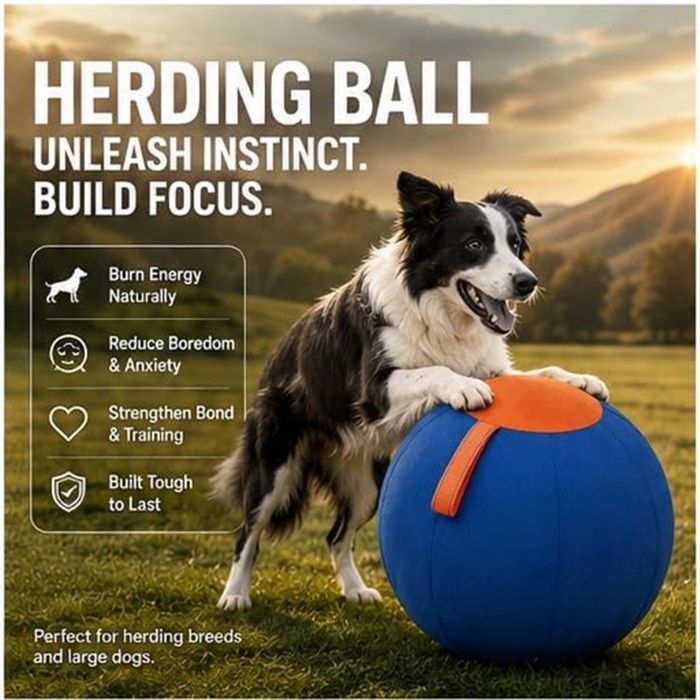 HERDING BALL
UNLEASH INSTINCT.
BUILD FOCUS.
Burn Energy
Naturally
Reduce Boredom
& Anxiety
Strengthen Bond
& Training
Built Tough
to Last
Perfect for herding breeds
and large dogs.